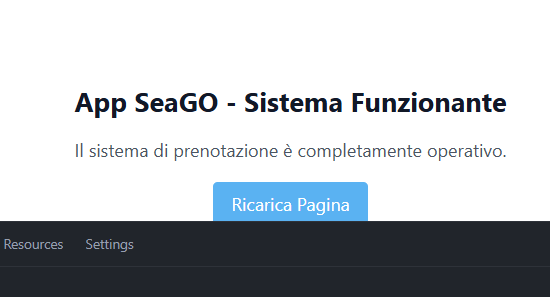 App SeaGO - Sistema Funzionante
Il sistema di prenotazione è completamente operativo.
Ricarica Pagina
Resources Settings